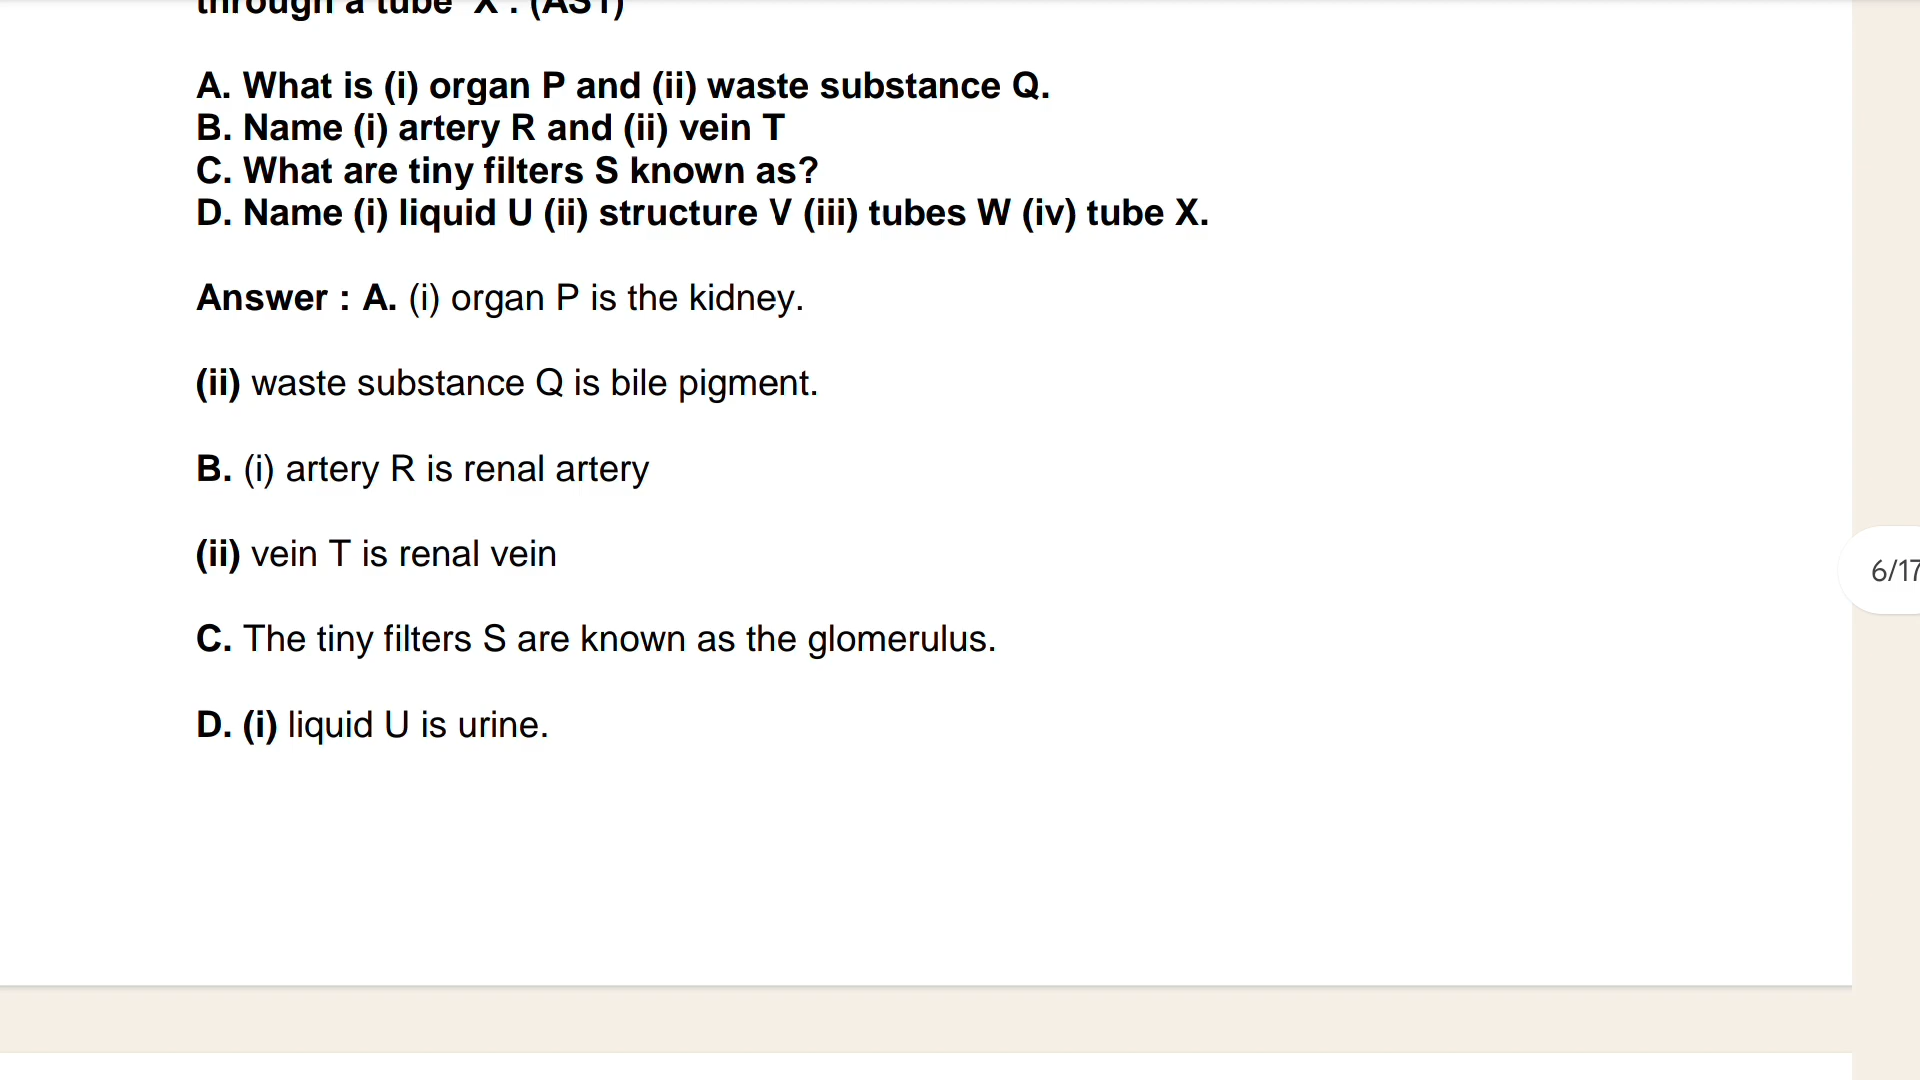 through a tube 'X'. (AS1)
A. What is (i) organ P and (ii) waste substance Q.
B. Name (i) artery R and (ii) vein T
C. What are tiny filters S known as?
D. Name (i) liquid U (ii) structure V (iii) tubes W (iv) tube X.
Answer : A. (i) organ P is the kidney.
(ii) waste substance Q is bile pigment.
B. (i) artery R is renal artery
(ii) vein T is renal vein
C. The tiny filters S are known as the glomerulus.
D. (i) liquid U is urine.
6/17